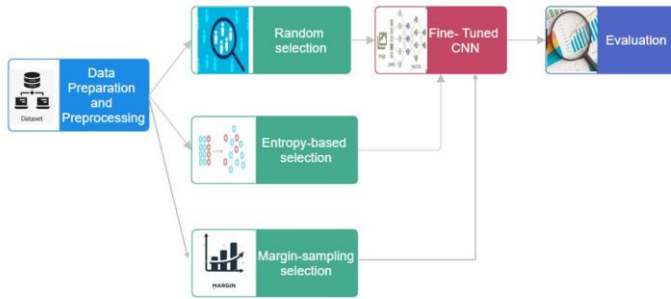 Dataset
Data
Preparation
and
Preprocessing
Random
selection
Fine- Tuned
CNN
Evaluation
Entropy-based
selection
MARGIN
Margin-sampling
selection